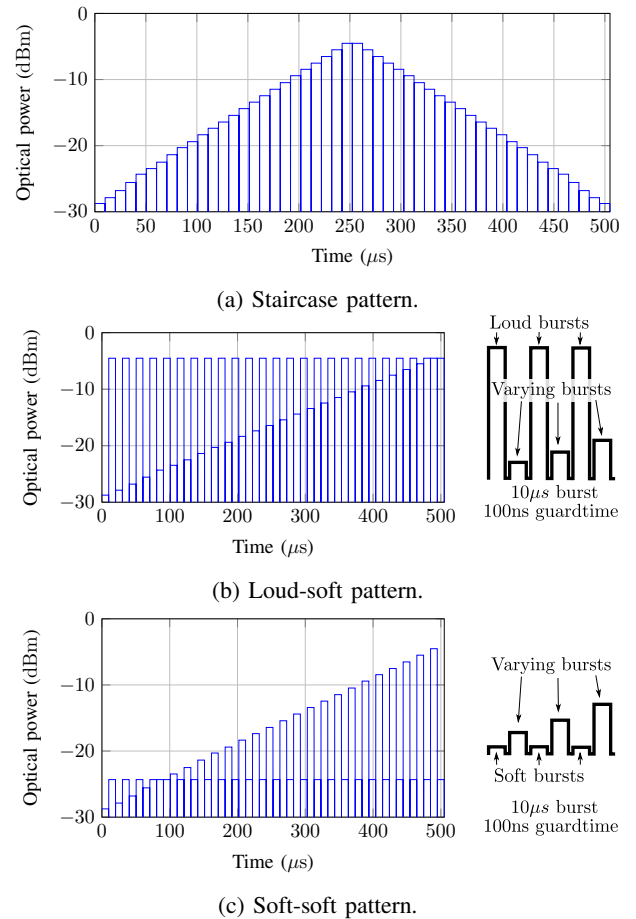 Optical power (dBm)
−10
−20
−30
0 50 100 150 200 250 300 350 400 450 500
Time (μs)
(a) Staircase pattern.
Optical power (dBm)
0
−10
−20
−30
0 100 200 300 400 500
Time (μs)
Loud bursts
Varying bursts
10μs burst
100ns guardtime
(b) Loud-soft pattern.
Optical power (dBm)
0
−10
−20
−30
0 100 200 300 400 500
Time (μs)
Varying bursts
Soft bursts
10μs burst
100ns guardtime
(c) Soft-soft pattern.